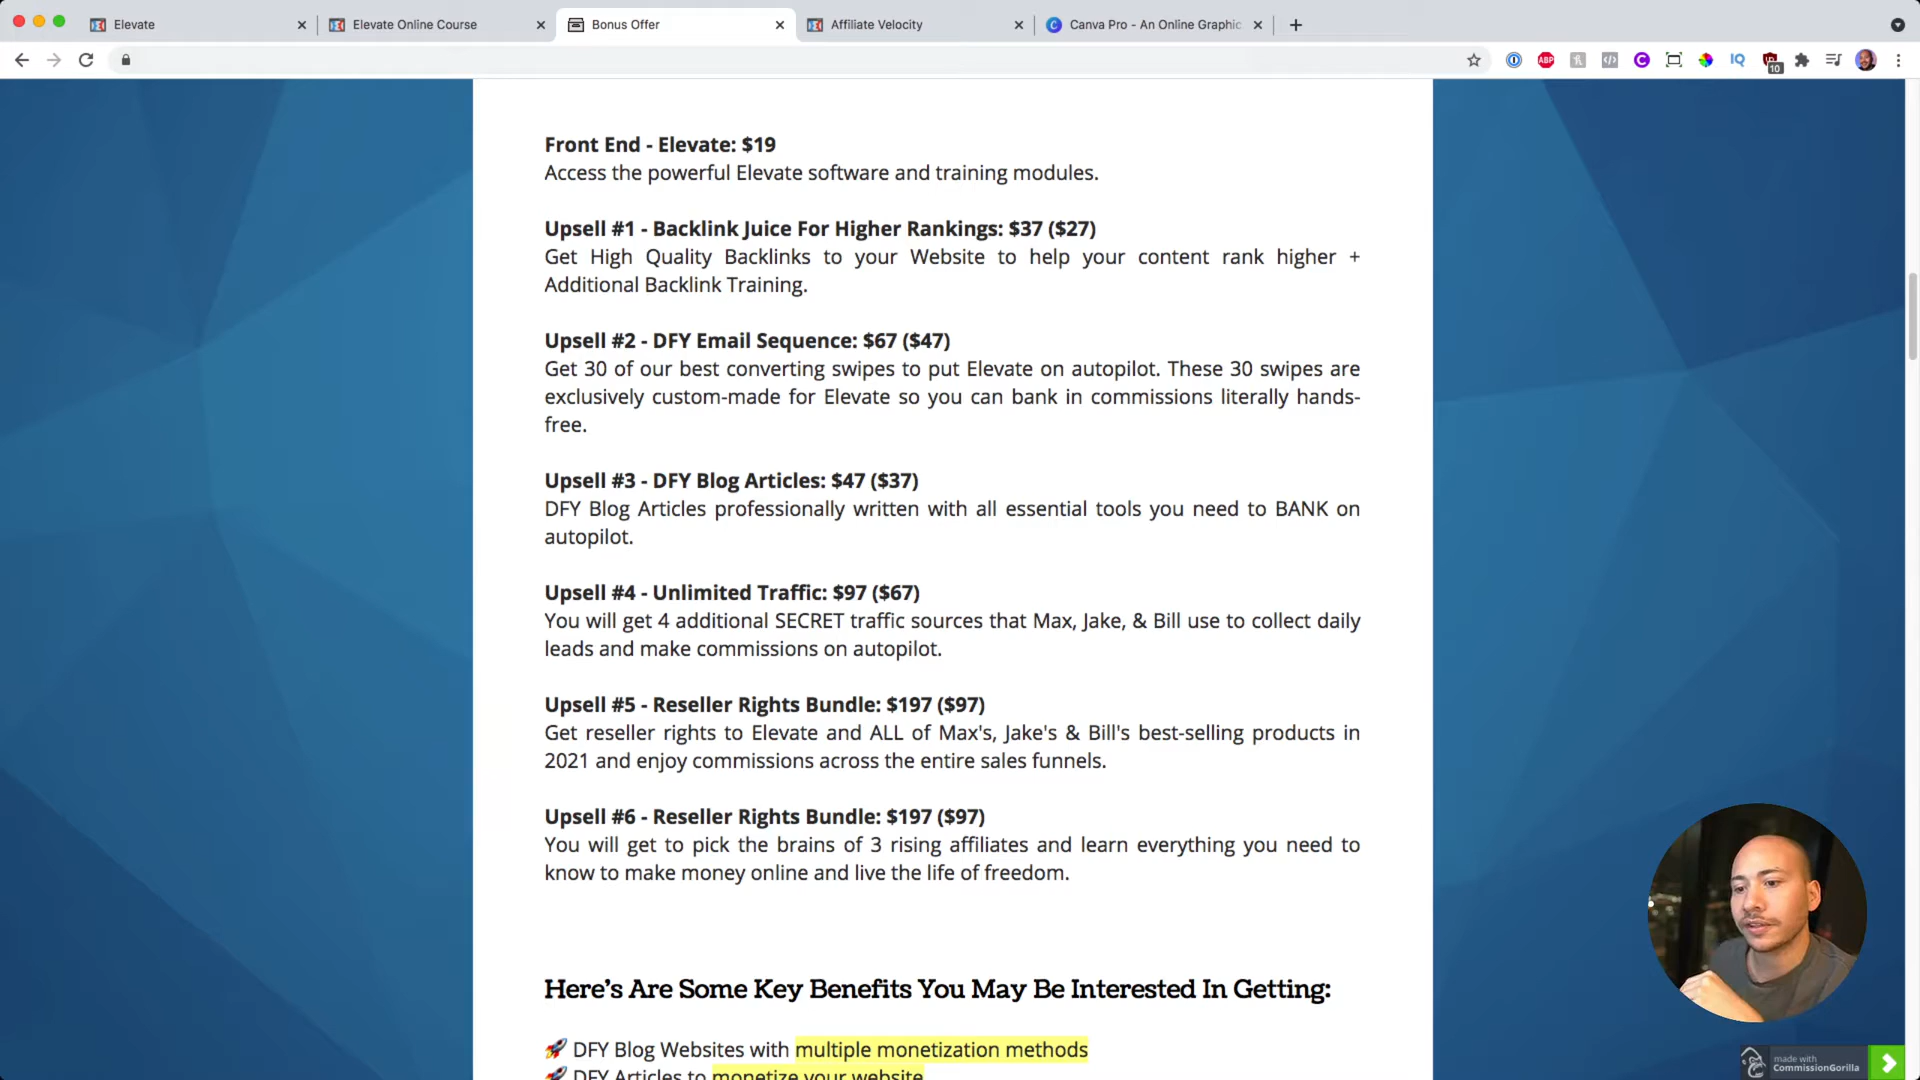 Elevate
Elevate Online Course
Bonus Offer
Affiliate Velocity
Canva Pro - An Online Graphic
ABP
IQ
10
Front End - Elevate: $19
Access the powerful Elevate software and training modules.
Upsell #1 - Backlink Juice For Higher Rankings: $37 ($27)
Get High Quality Backlinks to your Website to help your content rank higher +
Additional Backlink Training.
Upsell #2 - DFY Email Sequence: $67 ($47)
Get 30 of our best converting swipes to put Elevate on autopilot. These 30 swipes are
exclusively custom-made for Elevate so you can bank in commissions literally hands-
free.
Upsell #3 - DFY Blog Articles: $47 ($37)
DFY Blog Articles professionally written with all essential tools you need to BANK on
autopilot.
Upsell #4 - Unlimited Traffic: $97 ($67)
You will get 4 additional SECRET traffic sources that Max, Jake, & Bill use to collect daily
leads and make commissions on autopilot.
Upsell #5 - Reseller Rights Bundle: $197 ($97)
Get reseller rights to Elevate and ALL of Max's, Jake's & Bill's best-selling products in
2021 and enjoy commissions across the entire sales funnels.
Upsell #6 - Reseller Rights Bundle: $197 ($97)
You will get to pick the brains of 3 rising affiliates and learn everything you need to
know to make money online and live the life of freedom.
Here's Are Some Key Benefits You May Be Interested In Getting:
DFY Blog Websites with multiple monetization methods
DFY Articles to monetize your website
made with
CommissionGorilla